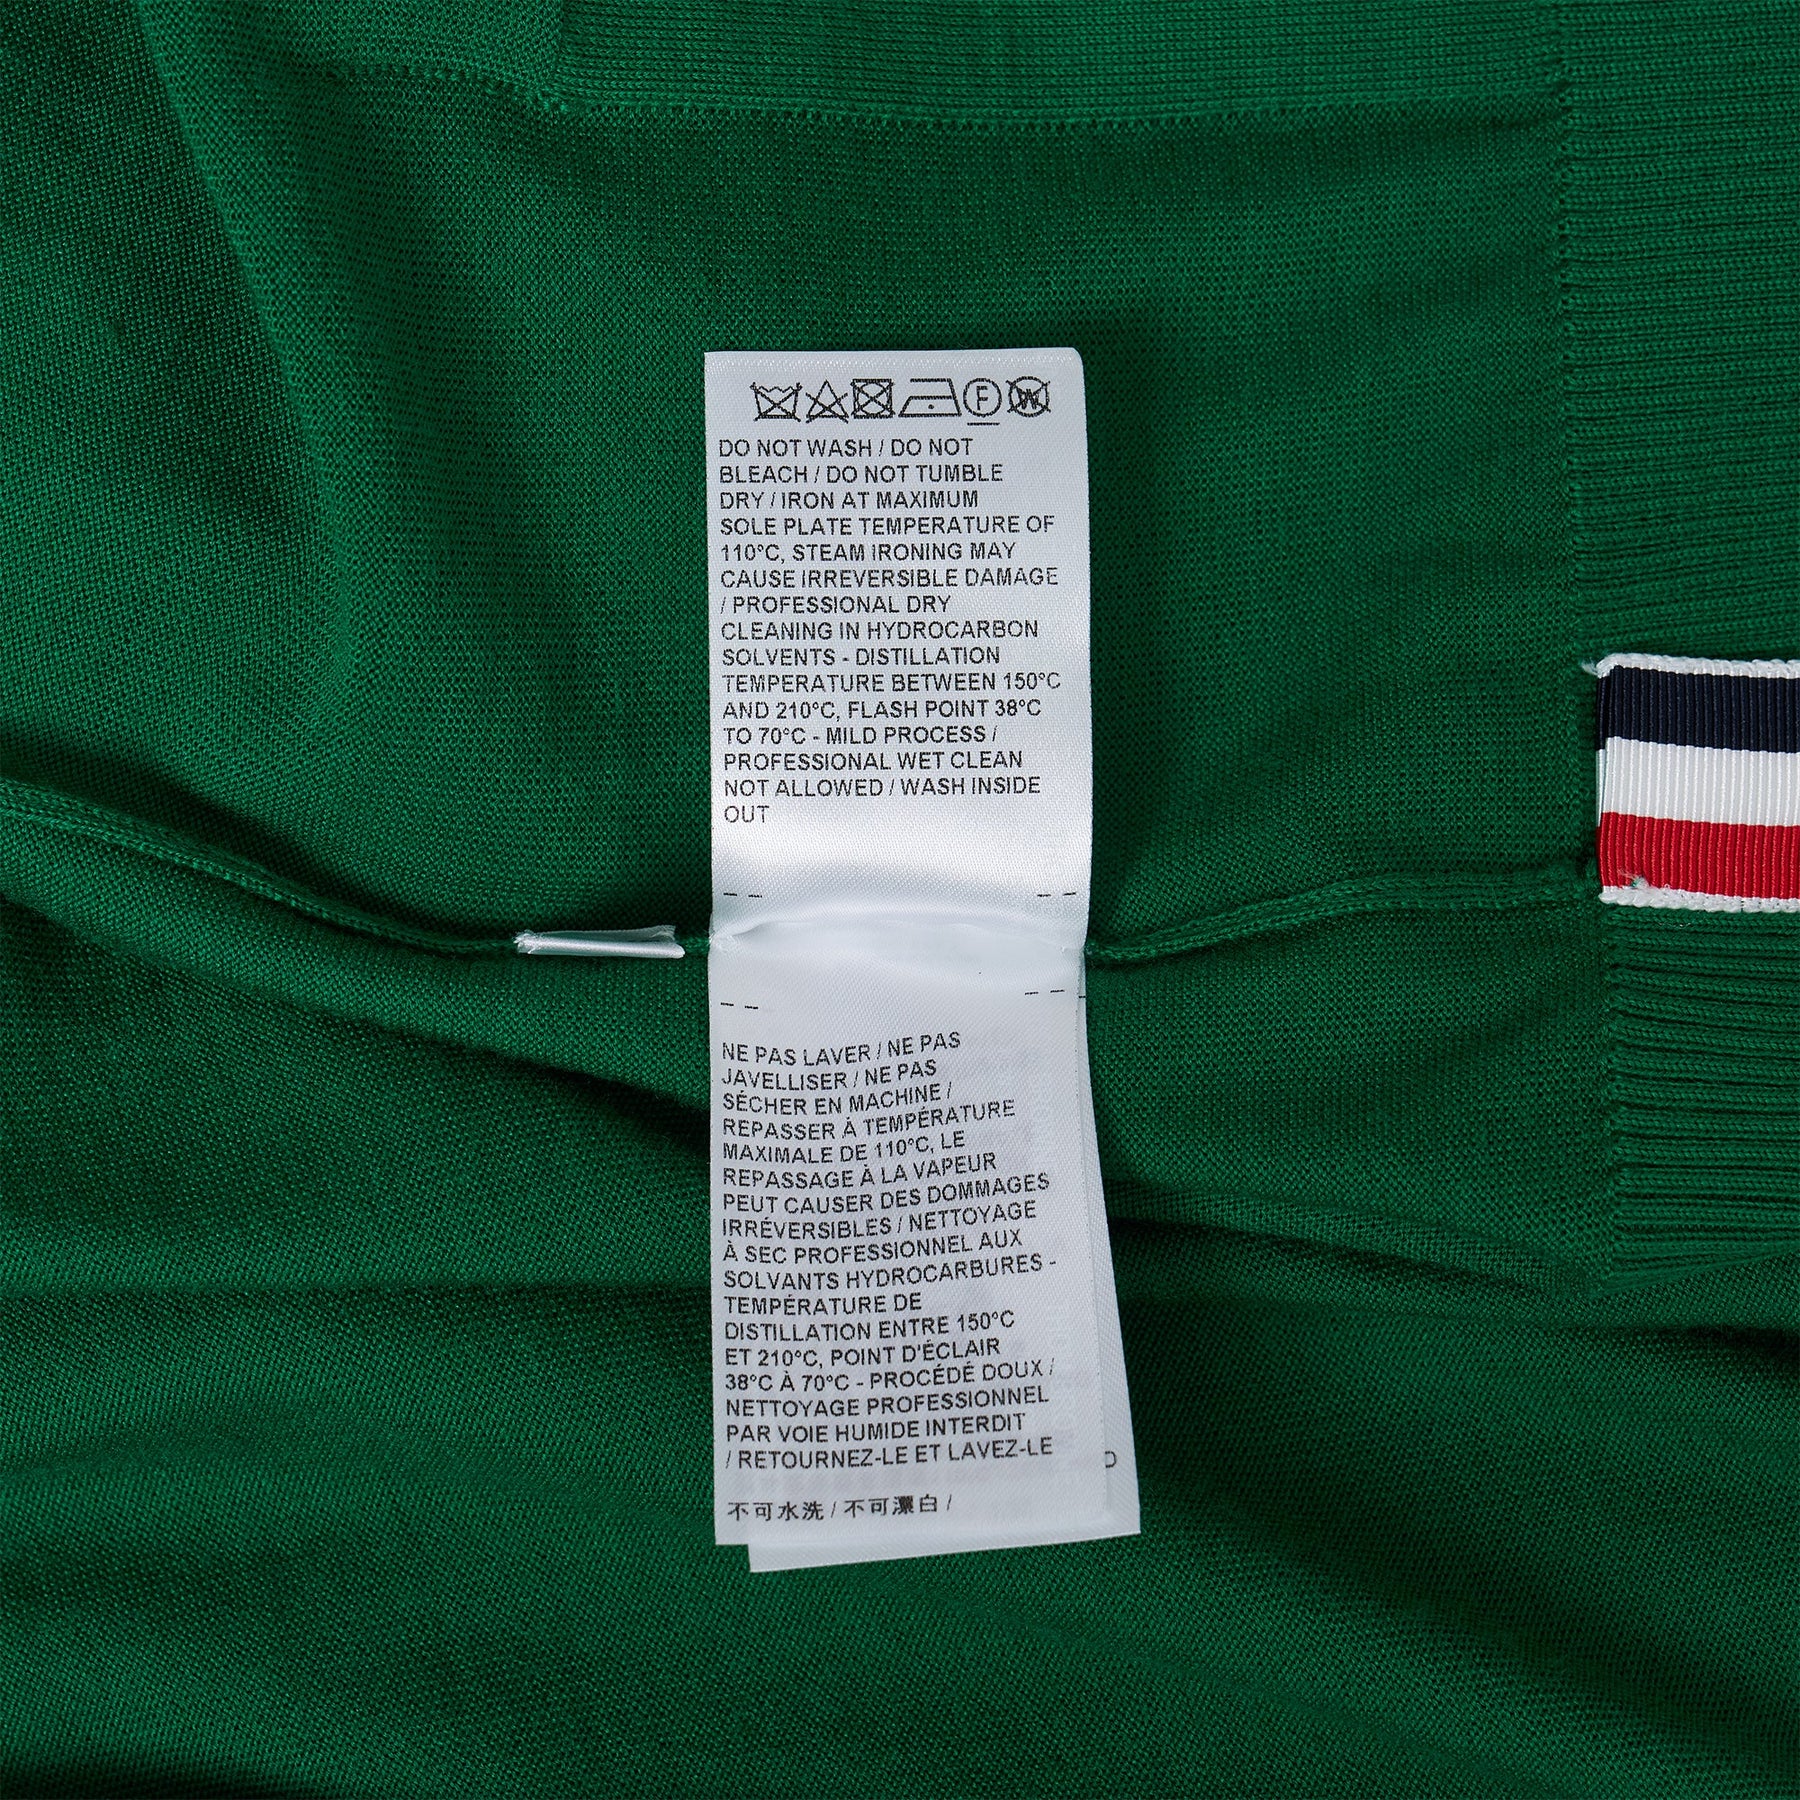 F W
DO NOT WASH / DO NOT
BLEACH / DO NOT TUMBLE
DRY / IRON AT MAXIMUM
SOLE PLATE TEMPERATURE OF
110°C, STEAM IRONING MAY
CAUSE IRREVERSIBLE DAMAGE
/ PROFESSIONAL DRY
CLEANING IN HYDROCARBON
SOLVENTS - DISTILLATION
TEMPERATURE BETWEEN 150°C
AND 210°C, FLASH POINT 38°C
TO 70°C - MILD PROCESS /
PROFESSIONAL WET CLEAN
NOT ALLOWED / WASH INSIDE
OUT
NE PAS LAVER / NE PAS
JAVELLISER / NE PAS
SÉCHER EN MACHINE /
REPASSER À TEMPÉRATURE
MAXIMALE DE 110°C, LE
REPASSAGE À LA VAPEUR
PEUT CAUSER DES DOMMAGES
IRRÉVERSIBLES / NETTOYAGE
À SEC PROFESSIONNEL AUX
SOLVANTS HYDROCARBURES -
TEMPÉRATURE DE
DISTILLATION ENTRE 150°C
ET 210°C, POINT D'ÉCLAIR
38°C À 70°C - PROCÉDÉ DOUX /
NETTOYAGE PROFESSIONNEL
PAR VOIE HUMIDE INTERDIT
/ RETOURNEZ-LE ET LAVEZ-LE
不可水洗 / 不可漂白 /